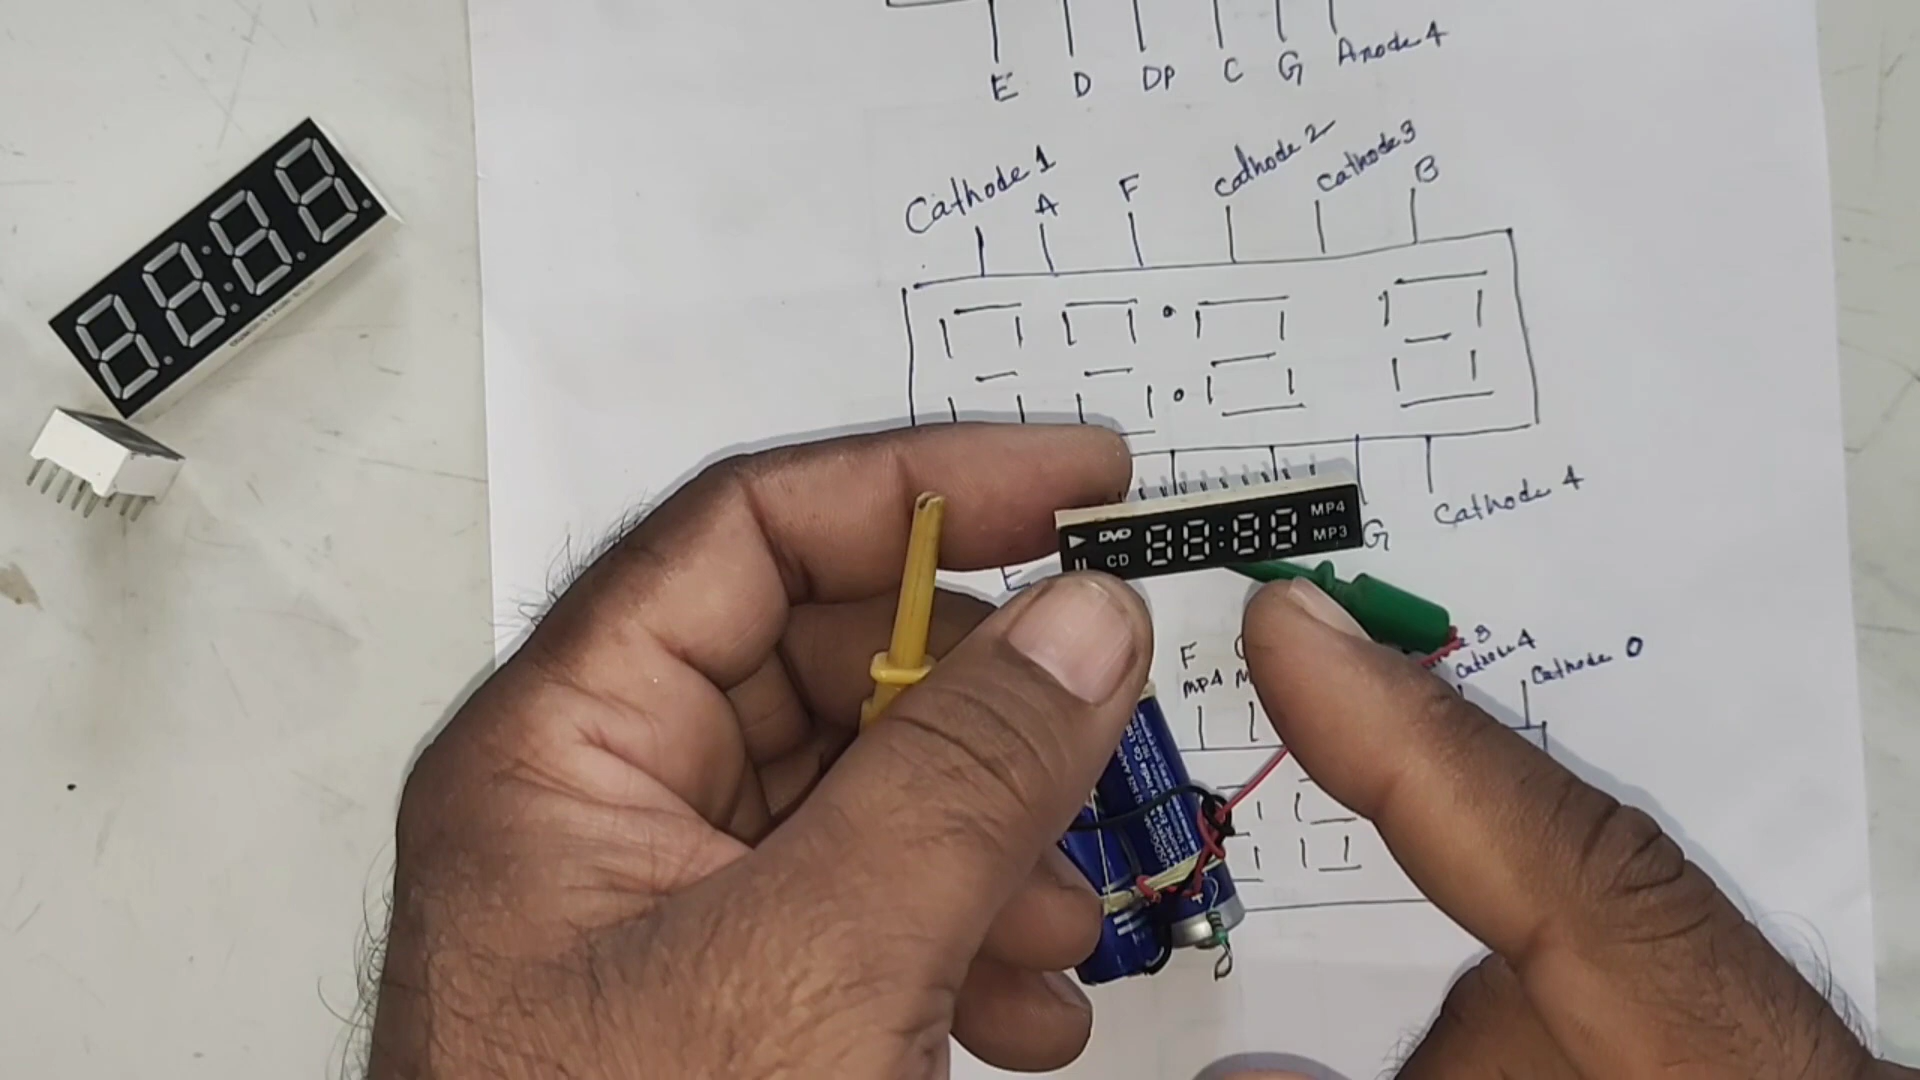 E D DP C G Anode 4
Cathode 1 A F Cathode 2 Cathode 3 B
Cathode 4
G
E
DVD MP4
CD MP3
F
MP4 M
Cathode 4
Cathode 0